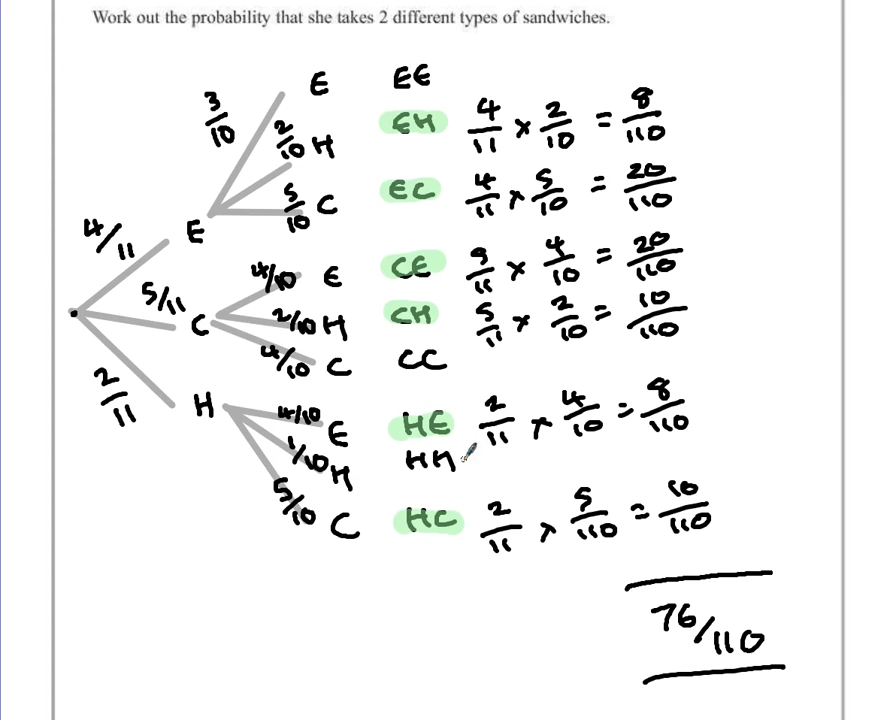 Work out the probability that she takes 2 different types of sandwiches.
3/10 E EE
2/10 H EH 4/11 × 2/10 = 8/110
5/10 C EC 4/11 × 5/10 = 20/110
4/11 E
4/10 E CE 5/11 × 4/10 = 20/110
5/11 C 2/10 H CH 5/11 × 2/10 = 10/110
4/10 C CC
2/11 H 4/10 E HE 2/11 × 4/10 = 8/110
1/10 H HH
5/10 C HC 2/11 × 5/110 = 10/110
76/110